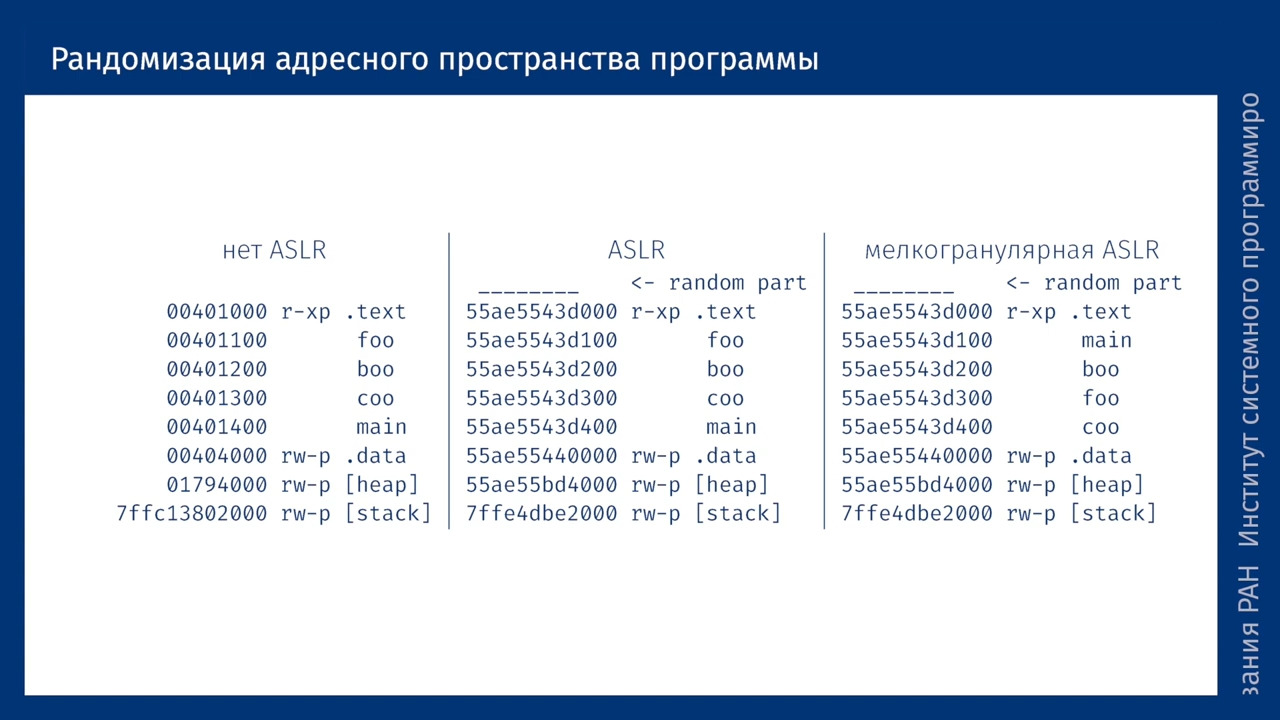 Рандомизация адресного пространства программы
нет ASLR
00401000 r-xp .text
00401100 foo
00401200 boo
00401300 coo
00401400 main
00404000 rw-p .data
01794000 rw-p [heap]
7ffc13802000 rw-p [stack]
ASLR
________ <- random part
55ae5543d000 r-xp .text
55ae5543d100 foo
55ae5543d200 boo
55ae5543d300 coo
55ae5543d400 main
55ae55440000 rw-p .data
55ae55bd4000 rw-p [heap]
7ffe4dbe2000 rw-p [stack]
мелкогранулярная ASLR
________ <- random part
55ae5543d000 r-xp .text
55ae5543d100 main
55ae5543d200 boo
55ae5543d300 foo
55ae5543d400 coo
55ae55440000 rw-p .data
55ae55bd4000 rw-p [heap]
7ffe4dbe2000 rw-p [stack]
вания РАН Институт системного программиро